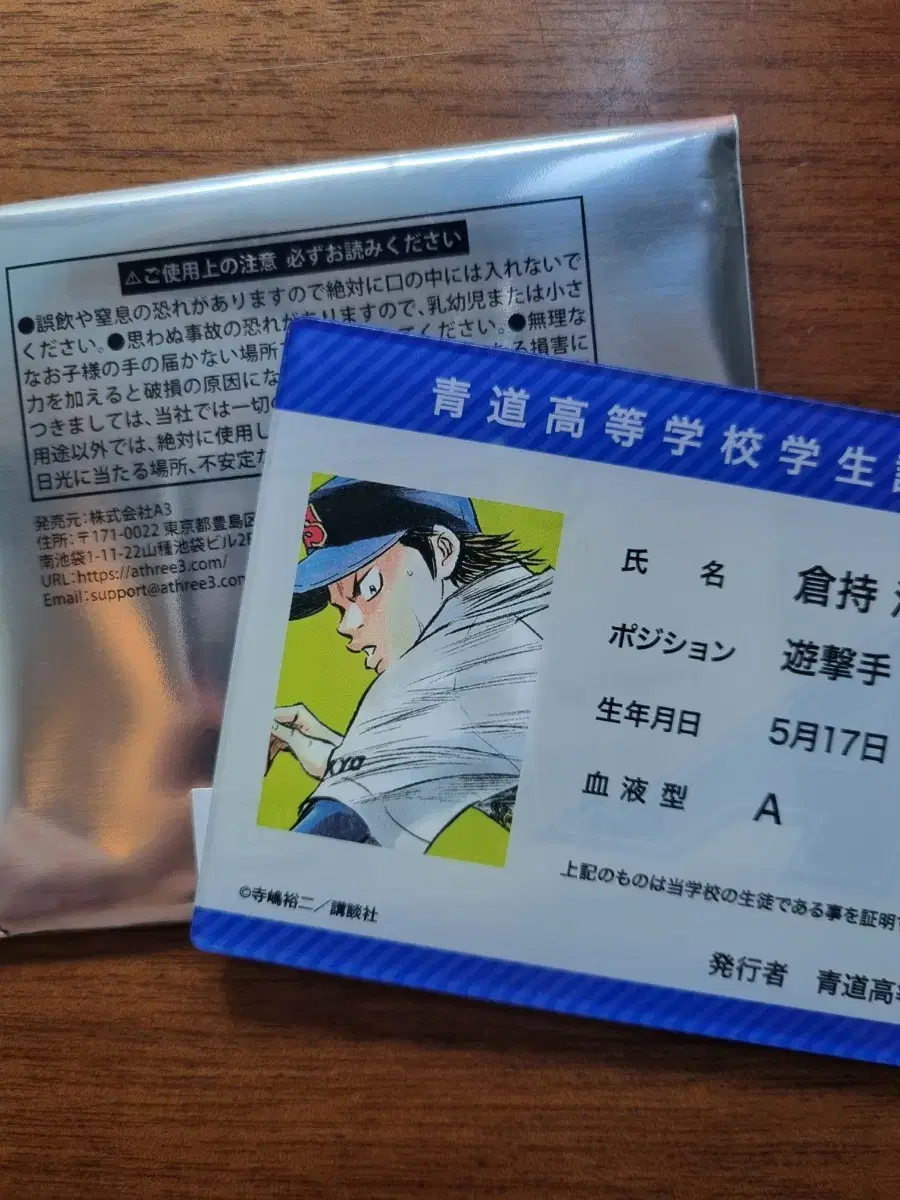 ⚠ご使用上の注意 必ずお読みください
●誤飲や窒息の恐れがありますので絶対に口の中には入れないで
ください。●思わぬ事故の恐れがありますので、乳幼児または小さ
なお子様の手の届かない場所 てください。●無理な
力を加えると破損の原因にな る損害に
つきましては、当社では一切
用途以外では、絶対に使用し
日光に当たる場所、不安定
発売元:株式会社A3
住所:〒171-0022 東京都豊島区
南池袋1-11-22山種池袋ビル2F
URL:https://athree3.com/
Email:support@athree3.com
青道高等学校学生
氏 名 倉持
ポジション 遊撃手
生年月日 5月17日
血液型 A
KYO
上記のものは当学校の生徒である事を証明
©寺嶋裕二/講談社
発行者 青道高